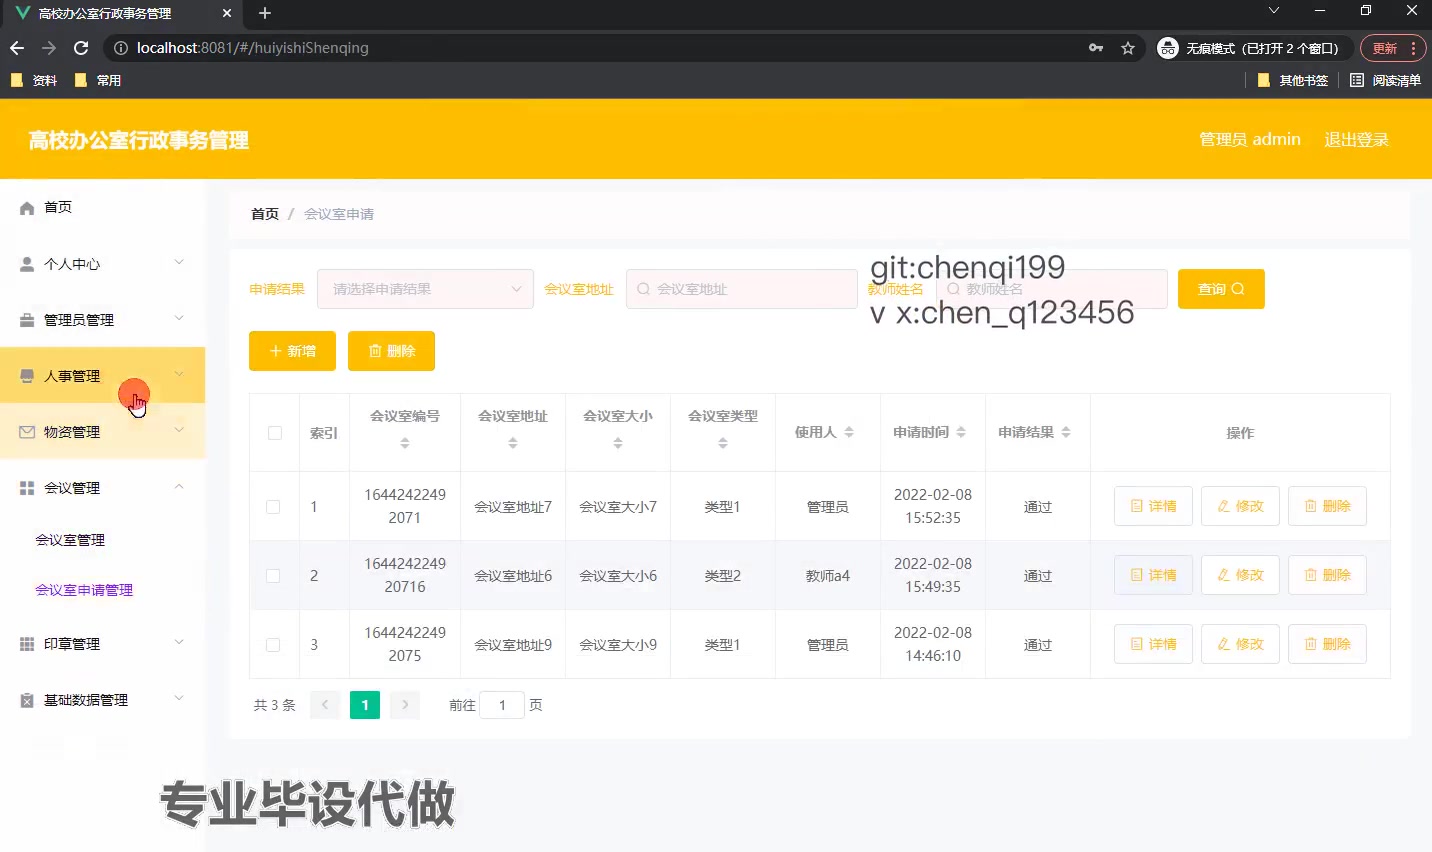 高校办公室行政事务管理
localhost:8081/#/huiyishiShenqing
无痕模式（已打开 2 个窗口）
更新
资料
常用
其他书签
阅读清单
高校办公室行政事务管理
管理员 admin
退出登录
首页
个人中心
管理员管理
人事管理
物资管理
会议管理
会议室管理
会议室申请管理
印章管理
基础数据管理
首页 / 会议室申请
申请结果
请选择申请结果
会议室地址
会议室地址
教师姓名
教师姓名
查询
git:chenqi199
v x:chen_q123456
新增
删除
索引
会议室编号
会议室地址
会议室大小
会议室类型
使用人
申请时间
申请结果
操作
1
1644242249
2071
会议室地址7
会议室大小7
类型1
管理员
2022-02-08
15:52:35
通过
详情
修改
删除
2
1644242249
20716
会议室地址6
会议室大小6
类型2
教师a4
2022-02-08
15:49:35
通过
详情
修改
删除
3
1644242249
2075
会议室地址9
会议室大小9
类型1
管理员
2022-02-08
14:46:10
通过
详情
修改
删除
共 3 条
1
前往 1 页
专业毕设代做